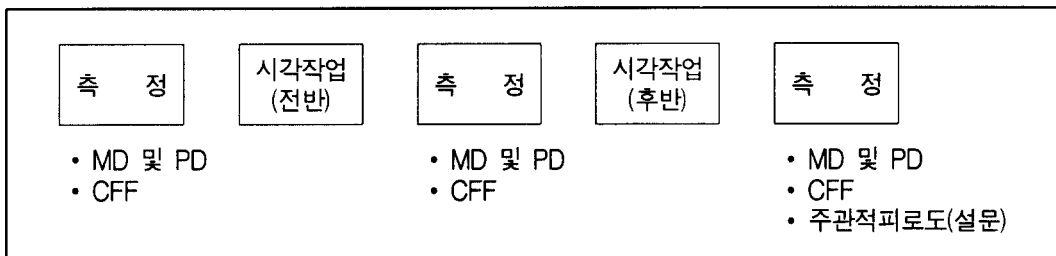 측 정
시각작업
(전반)
측 정
시각작업
(후반)
측 정
• MD 및 PD
• CFF
• MD 및 PD
• CFF
• MD 및 PD
• CFF
• 주관적피로도(설문)